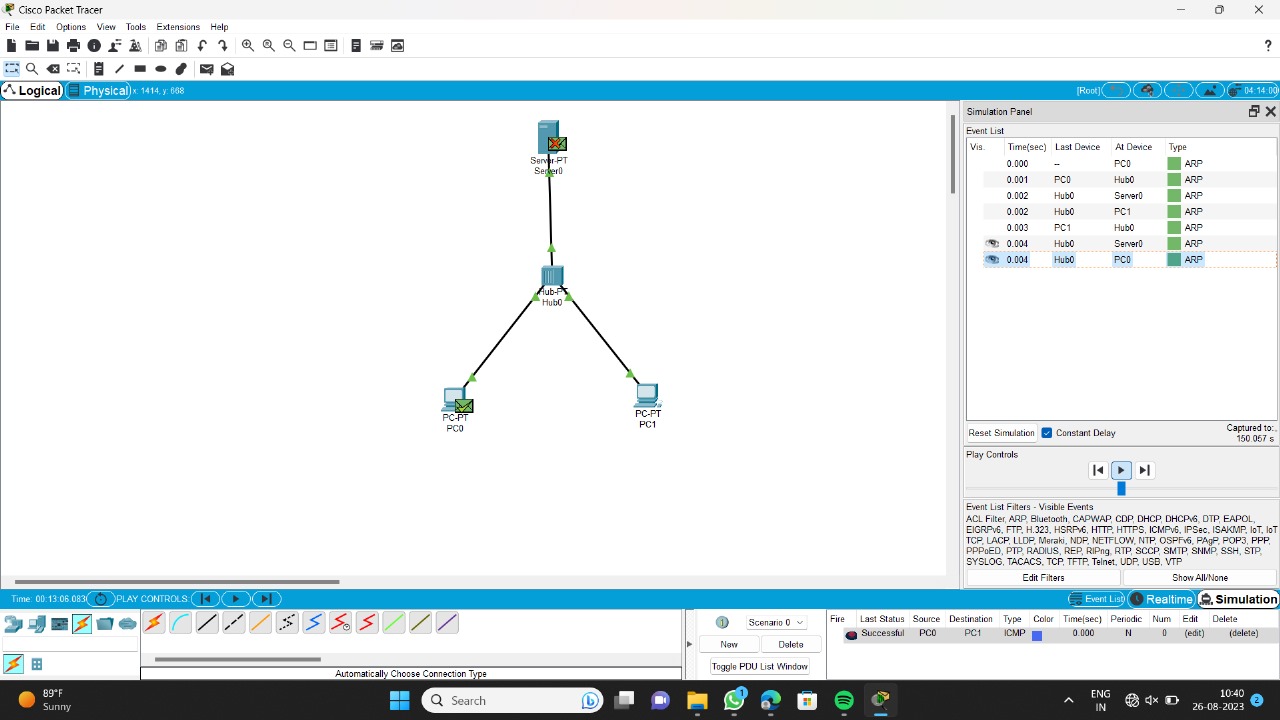 Cisco Packet Tracer
File Edit Options View Tools Extensions Help
?
Logical Physical x: 1414, y: 668 [Root] 04:14:00
Simulation Panel
Event List
Vis. Time(sec) Last Device At Device Type
0.000 -- PC0 ARP
0.001 PC0 Hub0 ARP
0.002 Hub0 Server0 ARP
0.002 Hub0 PC1 ARP
0.003 PC1 Hub0 ARP
0.004 Hub0 Server0 ARP
0.004 Hub0 PC0 ARP
Server-PT
Server0
Hub-PT
Hub0
PC-PT
PC0
PC-PT
PC1
Reset Simulation Constant Delay Captured to:
150.057 s
Play Controls
Event List Filters - Visible Events
ACL Filter, ARP, Bluetooth, CAPWAP, CDP, DHCP, DHCPv6, DTP, EAPOL,
EIGRPv6, FTP, H.323, HSRPv6, HTTP, HTTPS, ICMPv6, IPSec, ISAKMP, IoT, IoT
TCP, LACP, LLDP, Meraki, NDP, NETFLOW, NTP, OSPFv6, PAgP, POP3, PPP,
PPPoED, PTP, RADIUS, REP, RIPng, RTP, SCCP, SMTP, SNMP, SSH, STP,
SYSLOG, TACACS, TCP, TFTP, Telnet, UDP, USB, VTP
Edit Filters Show All/None
Time: 00:13:06.083 PLAY CONTROLS: Event List Realtime Simulation
Scenario 0
New Delete
Toggle PDU List Window
Fire Last Status Source Destination Type Color Time(sec) Periodic Num Edit Delete
Successful PC0 PC1 ICMP 0.000 N 0 (edit) (delete)
Automatically Choose Connection Type
89°F
Sunny
Search
1
ENG
IN
10:40
26-08-2023
2